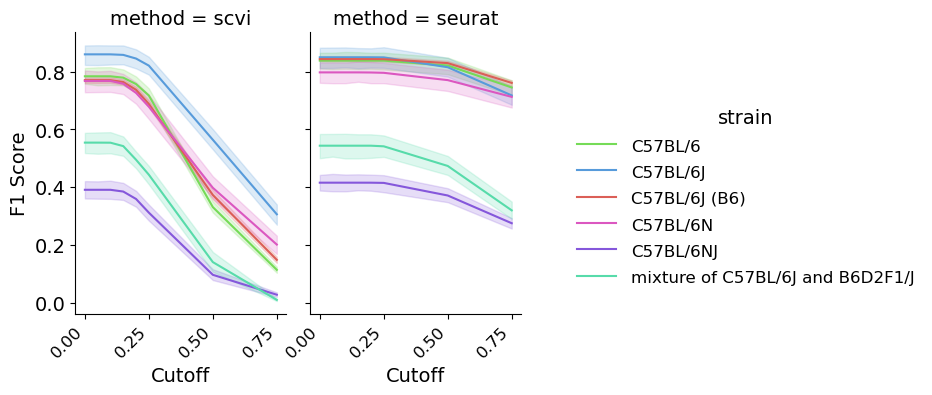 method = scvi
method = seurat
F1 Score
0.8
0.6
0.4
0.2
0.0
0.00
0.25
0.50
0.75
0.00
0.25
0.50
0.75
Cutoff
Cutoff
strain
C57BL/6
C57BL/6J
C57BL/6J (B6)
C57BL/6N
C57BL/6NJ
mixture of C57BL/6J and B6D2F1/J